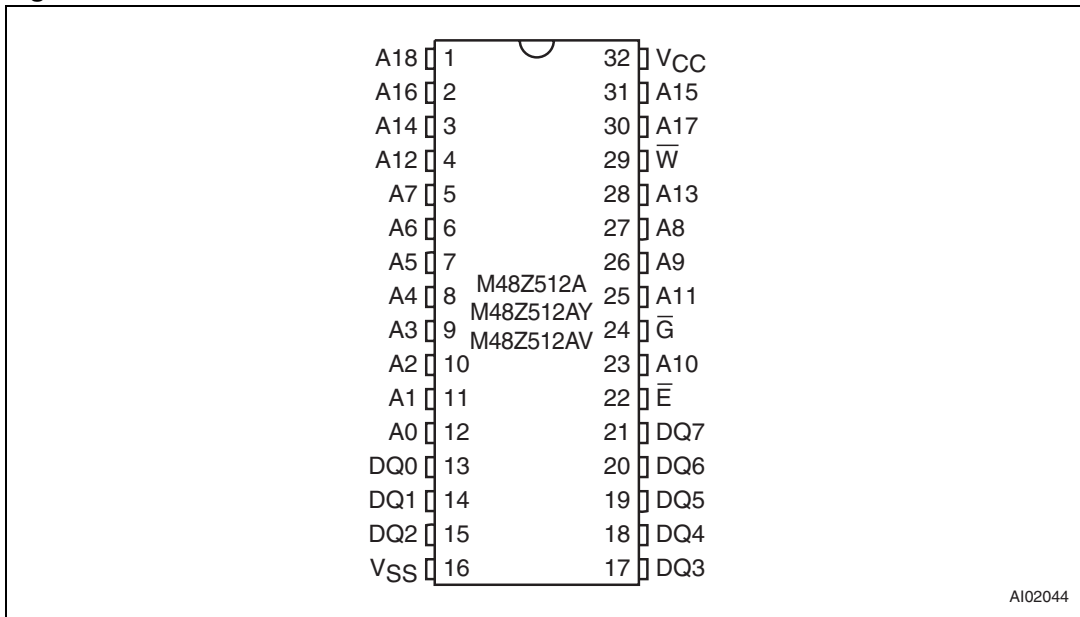 A18 1 32 VCC
A16 2 31 A15
A14 3 30 A17
A12 4 29 W̅
A7 5 28 A13
A6 6 27 A8
A5 7 26 A9
A4 8 M48Z512A 25 A11
M48Z512AY
A3 9 M48Z512AV 24 G̅
A2 10 23 A10
A1 11 22 E̅
A0 12 21 DQ7
DQ0 13 20 DQ6
DQ1 14 19 DQ5
DQ2 15 18 DQ4
VSS 16 17 DQ3
AI02044